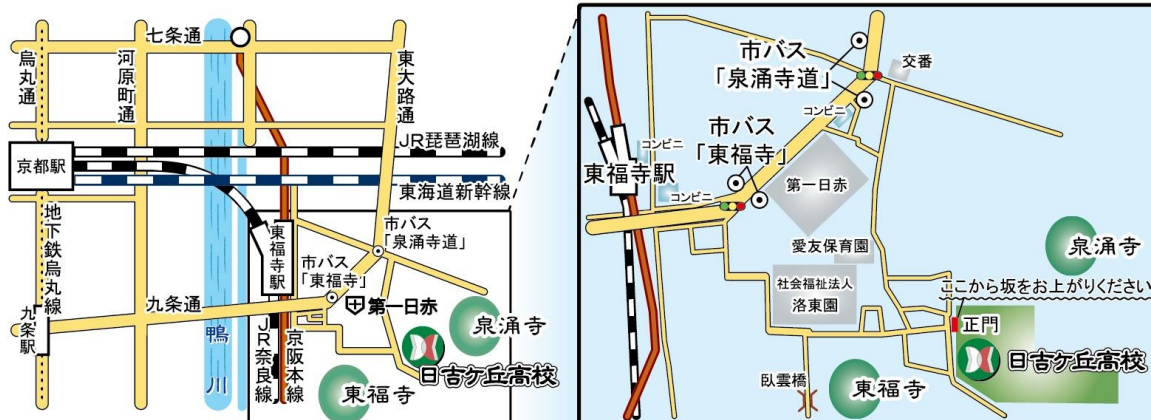 七条通
烏丸通
河原町通
東大路通
京都駅
JR琵琶湖線
東海道新幹線
地下鉄烏丸線
東福寺駅
市バス
「泉涌寺道」
市バス
「東福寺」
九条通
九条駅
鴨川
JR奈良線
京阪本線
第一日赤
泉涌寺
日吉ケ丘高校
東福寺
市バス
「泉涌寺道」
交番
コンビニ
市バス
「東福寺」
コンビニ
東福寺駅
コンビニ
第一日赤
愛友保育園
社会福祉法人
洛東園
泉涌寺
ここから坂をお上がりください
正門
日吉ケ丘高校
臥雲橋
東福寺